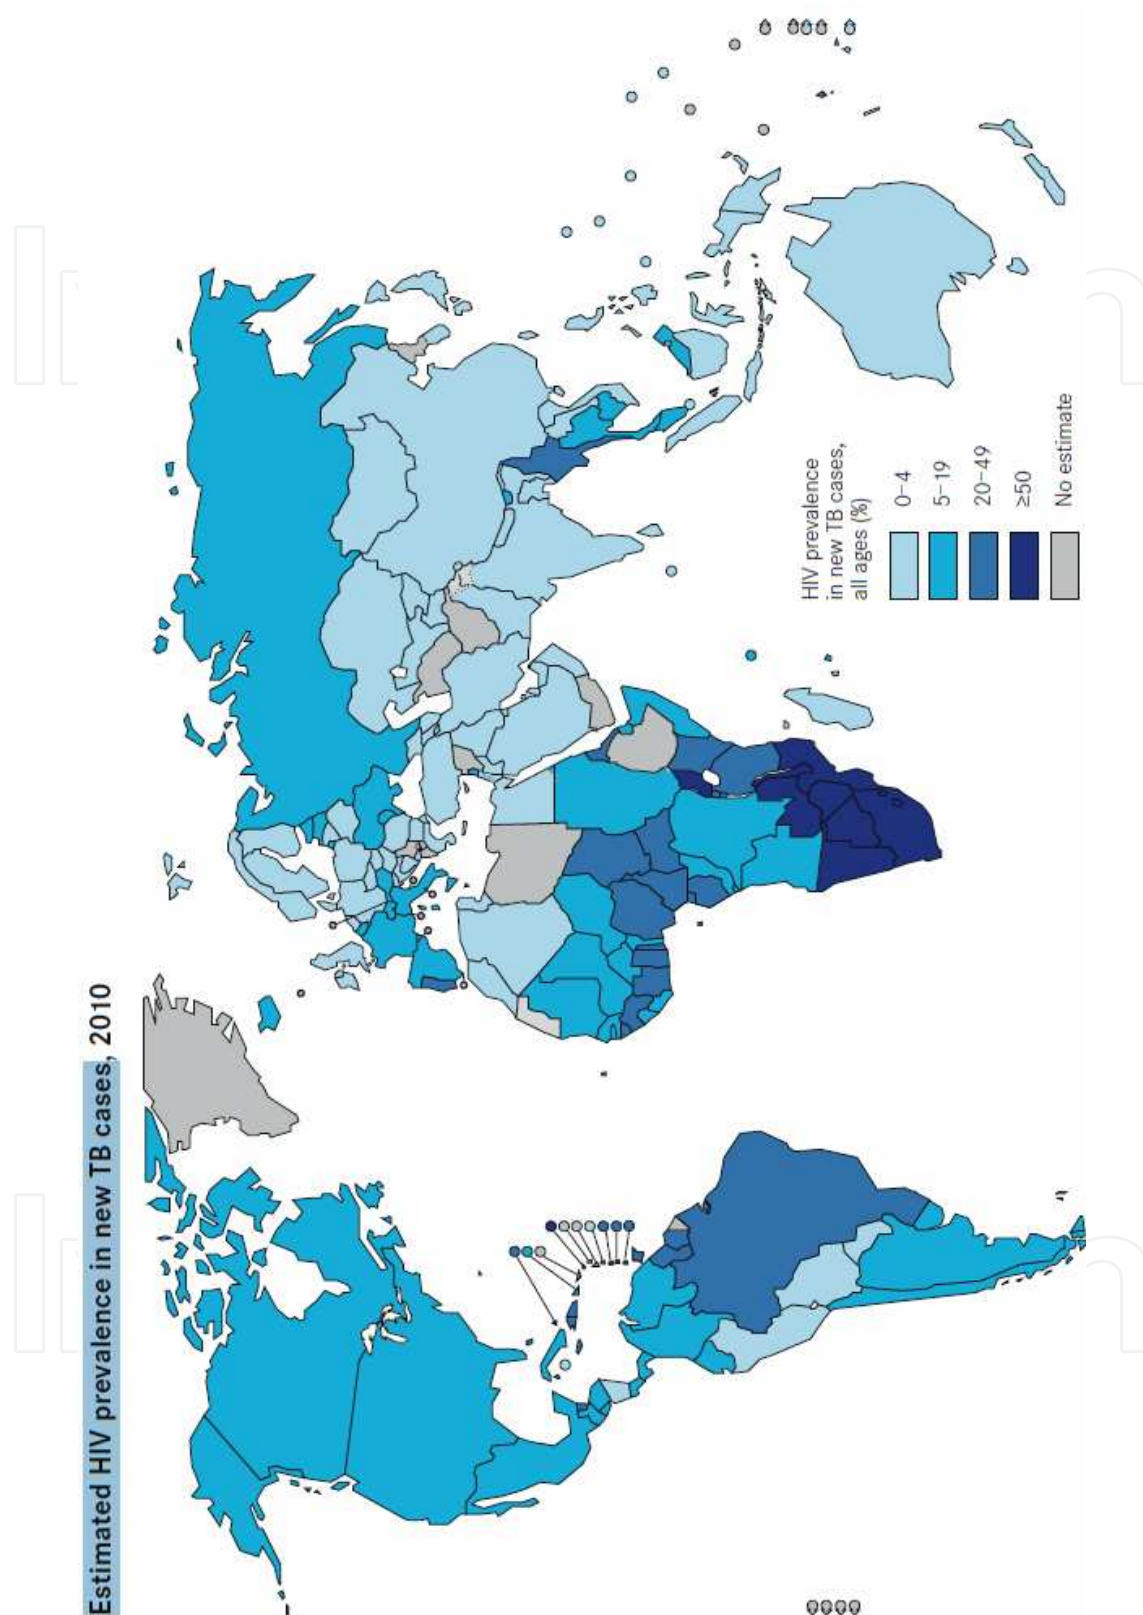 Estimated HIV prevalence in new TB cases, 2010
HIV prevalence
in new TB cases,
all ages (%)
0–4
5–19
20–49
≥50
No estimate